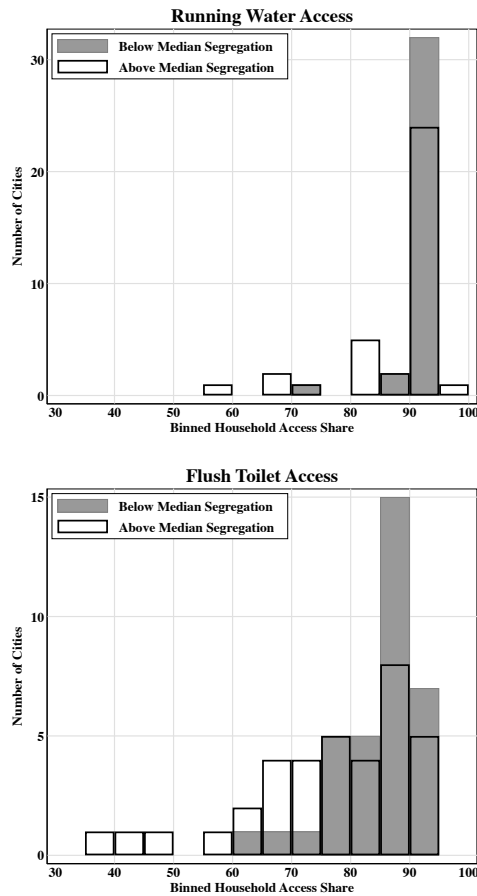 Running Water Access
Below Median Segregation
Above Median Segregation
Number of Cities
30
20
10
0
30 40 50 60 70 80 90 100
Binned Household Access Share
Flush Toilet Access
Below Median Segregation
Above Median Segregation
Number of Cities
15
10
5
0
30 40 50 60 70 80 90 100
Binned Household Access Share